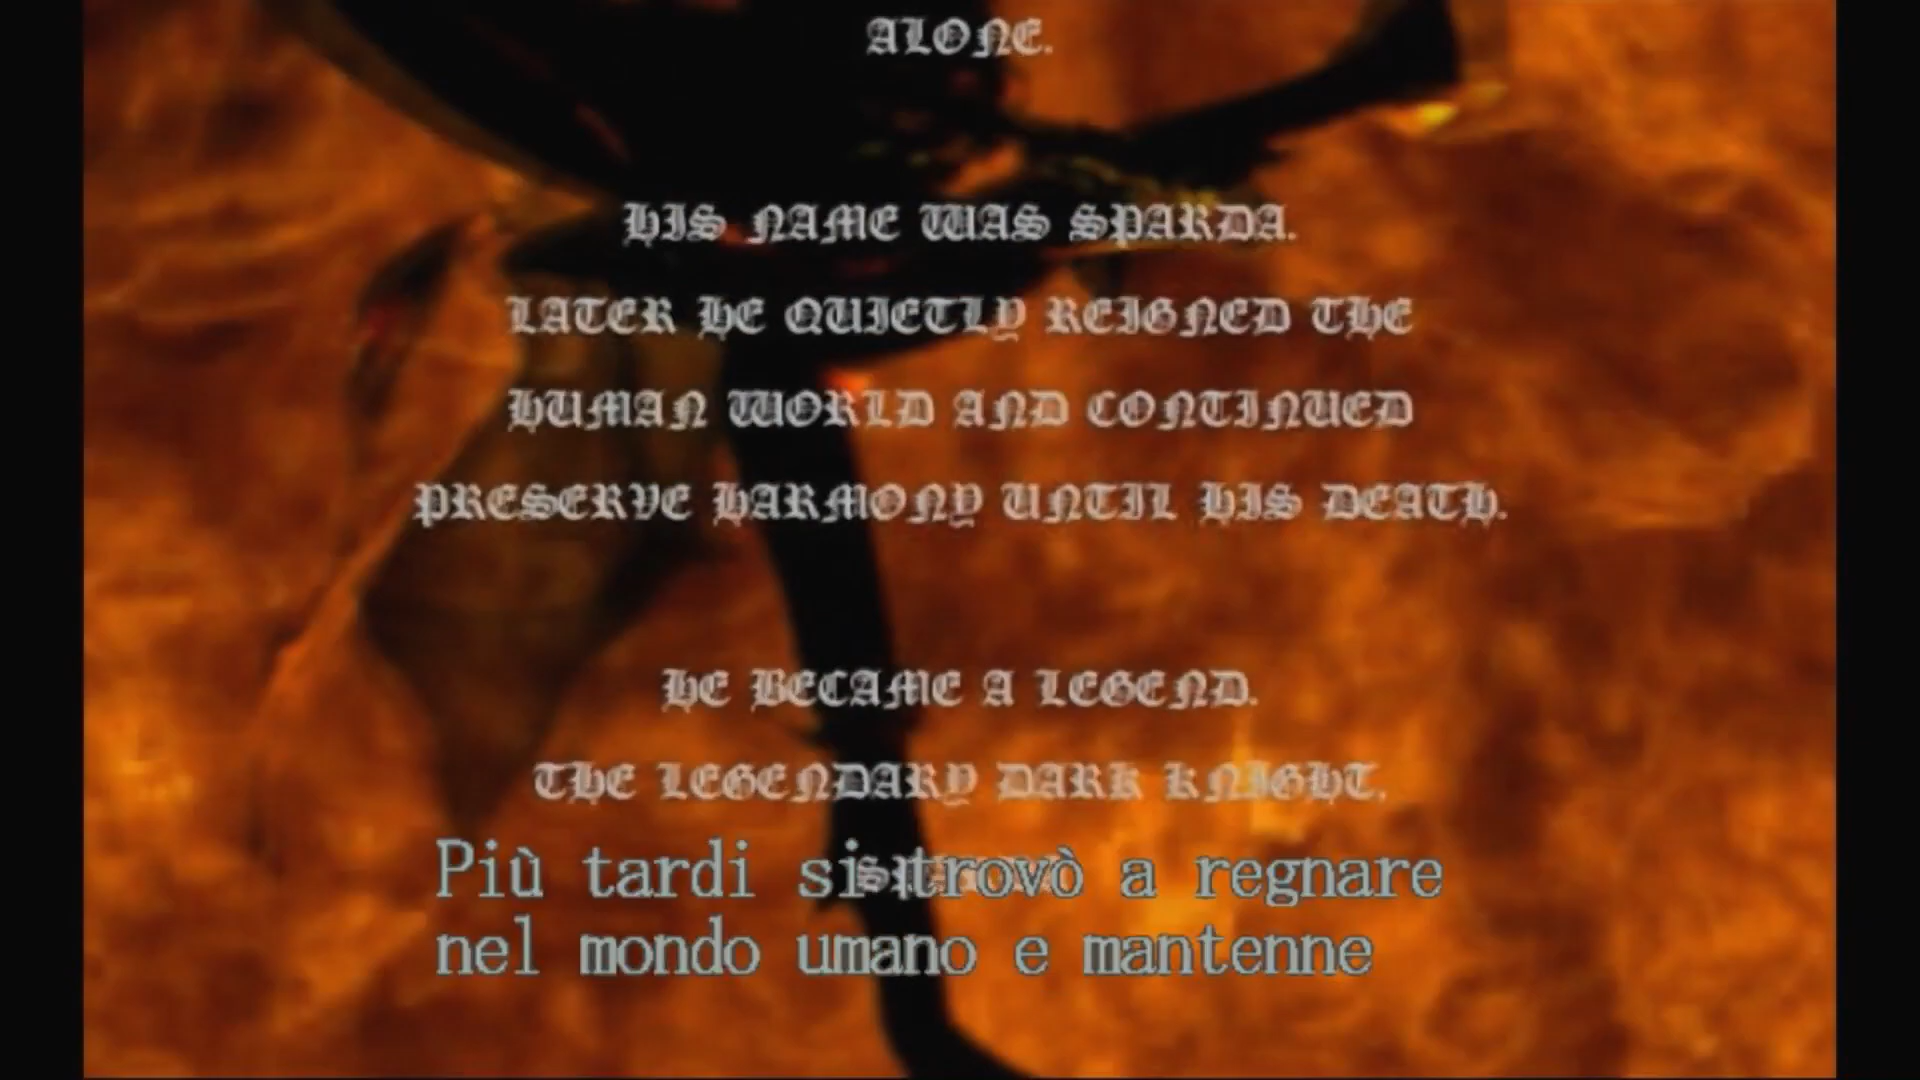 ALONE.
HIS NAME WAS SPARDA.
LATER HE QUIETLY REIGNED THE
HUMAN WORLD AND CONTINUED
PRESERVE HARMONY UNTIL HIS DEATH.
HE BECAME A LEGEND.
THE LEGENDARY DARK KNIGHT,
Più tardi si trovò a regnare
nel mondo umano e mantenne